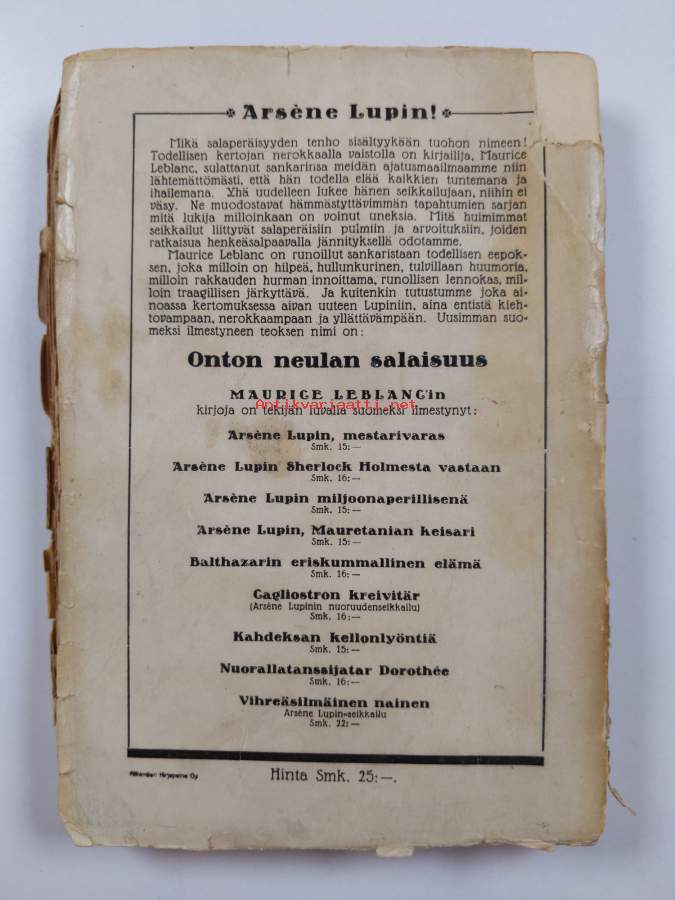 Arsène Lupin!
Mikä salaperäisyyden tenho sisältyykään tuohon nimeen!
Todellisen kertojan nerokkaalla vaistolla on kirjailija, Maurice
Leblanc, sulattanut sankarinsa meidän ajatusmaailmaamme niin
lähtemättömästi, että hän todella elää kaikkien tuntemana ja
ihailemana. Yhä uudelleen lukee hänen seikkailujaan, niihin ei
väsy. Ne muodostavat hämmästyttävimmän tapahtumien sarjan
mitä lukija milloinkaan on voinut uneksia. Mitä huimimmat
seikkailut liittyvät salaperäisiin pulmiin ja arvoituksiin, joiden
ratkaisua henkeäsalpaavalla jännityksellä odotamme.
Maurice Leblanc on runoillut sankaristaan todellisen eepok-
sen, joka milloin on hilpeä, hullunkurinen, tulvillaan huumoria,
milloin rakkauden hurman innoittama, runollisen lennokas, mil-
loin traagillisen järkyttävä. Ja kuitenkin tutustumme joka ai-
noassa kertomuksessa aivan uuteen Lupiniin, aina entistä kieh-
tovampaan, nerokkaampaan ja yllättävämpään. Uusimman suo-
meksi ilmestyneen teoksen nimi on:
Onton neulan salaisuus
MAURICE LEBLANC'in
Antikvariaatti.net
kirjoja on tekijän luvalla suomeksi ilmestynyt:
Arsène Lupin, mestarivaras
Smk. 15:—
Arsène Lupin Sherlock Holmesta vastaan
Smk. 16:—
Arsène Lupin miljoonaperillisenä
Smk. 15:—
Arsène Lupin, Mauretanian keisari
Smk. 15:—
Balthazarin eriskummallinen elämä
Smk. 16:—
Cagliostron kreivitär
(Arsène Lupinin nuoruudenseikkailu)
Smk. 16:—
Kahdeksan kellonlyöntiä
Smk. 15:—
Nuorallatanssijatar Dorothée
Smk. 16:—
Vihreäsilmäinen nainen
Arsène Lupin-seikkailu
Smk. 22:—
Kirjapaino Oy
Hinta Smk. 25:—.